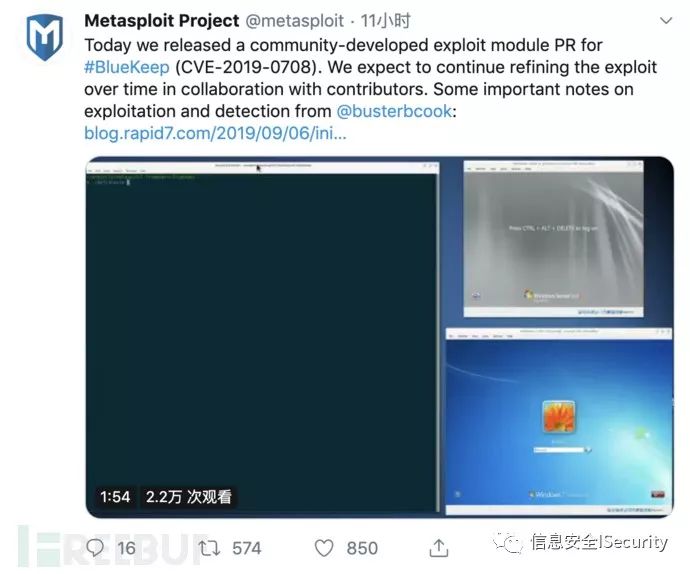 Metasploit Project @metasploit · 11小时
Today we released a community-developed exploit module PR for
#BlueKeep (CVE-2019-0708). We expect to continue refining the exploit
over time in collaboration with contributors. Some important notes on
exploitation and detection from @busterbcook:
blog.rapid7.com/2019/09/06/ini...
Press CTRL + ALT + DELETE to log on
Windows Server
Windows 7
1:54 2.2万 次观看
16 574 850
FREEBUF
信息安全ISecurity